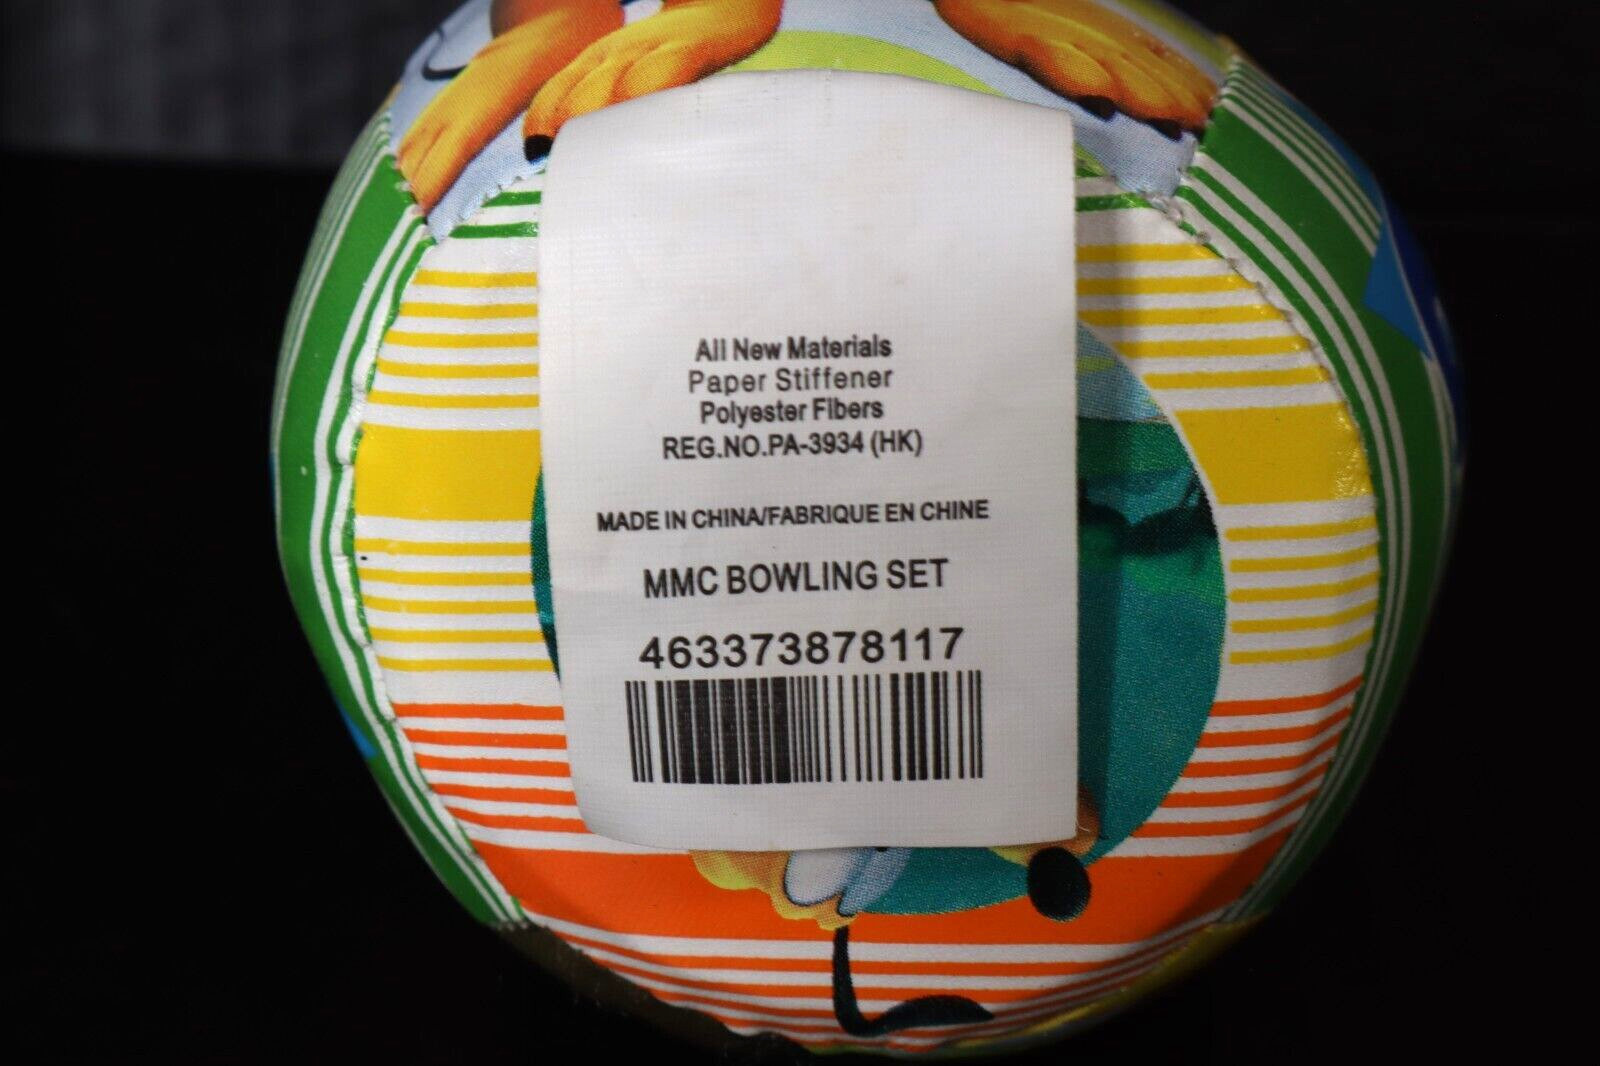 All New Materials
Paper Stiffener
Polyester Fibers
REG.NO.PA-3934 (HK)
MADE IN CHINA/FABRIQUE EN CHINE
MMC BOWLING SET
463373878117